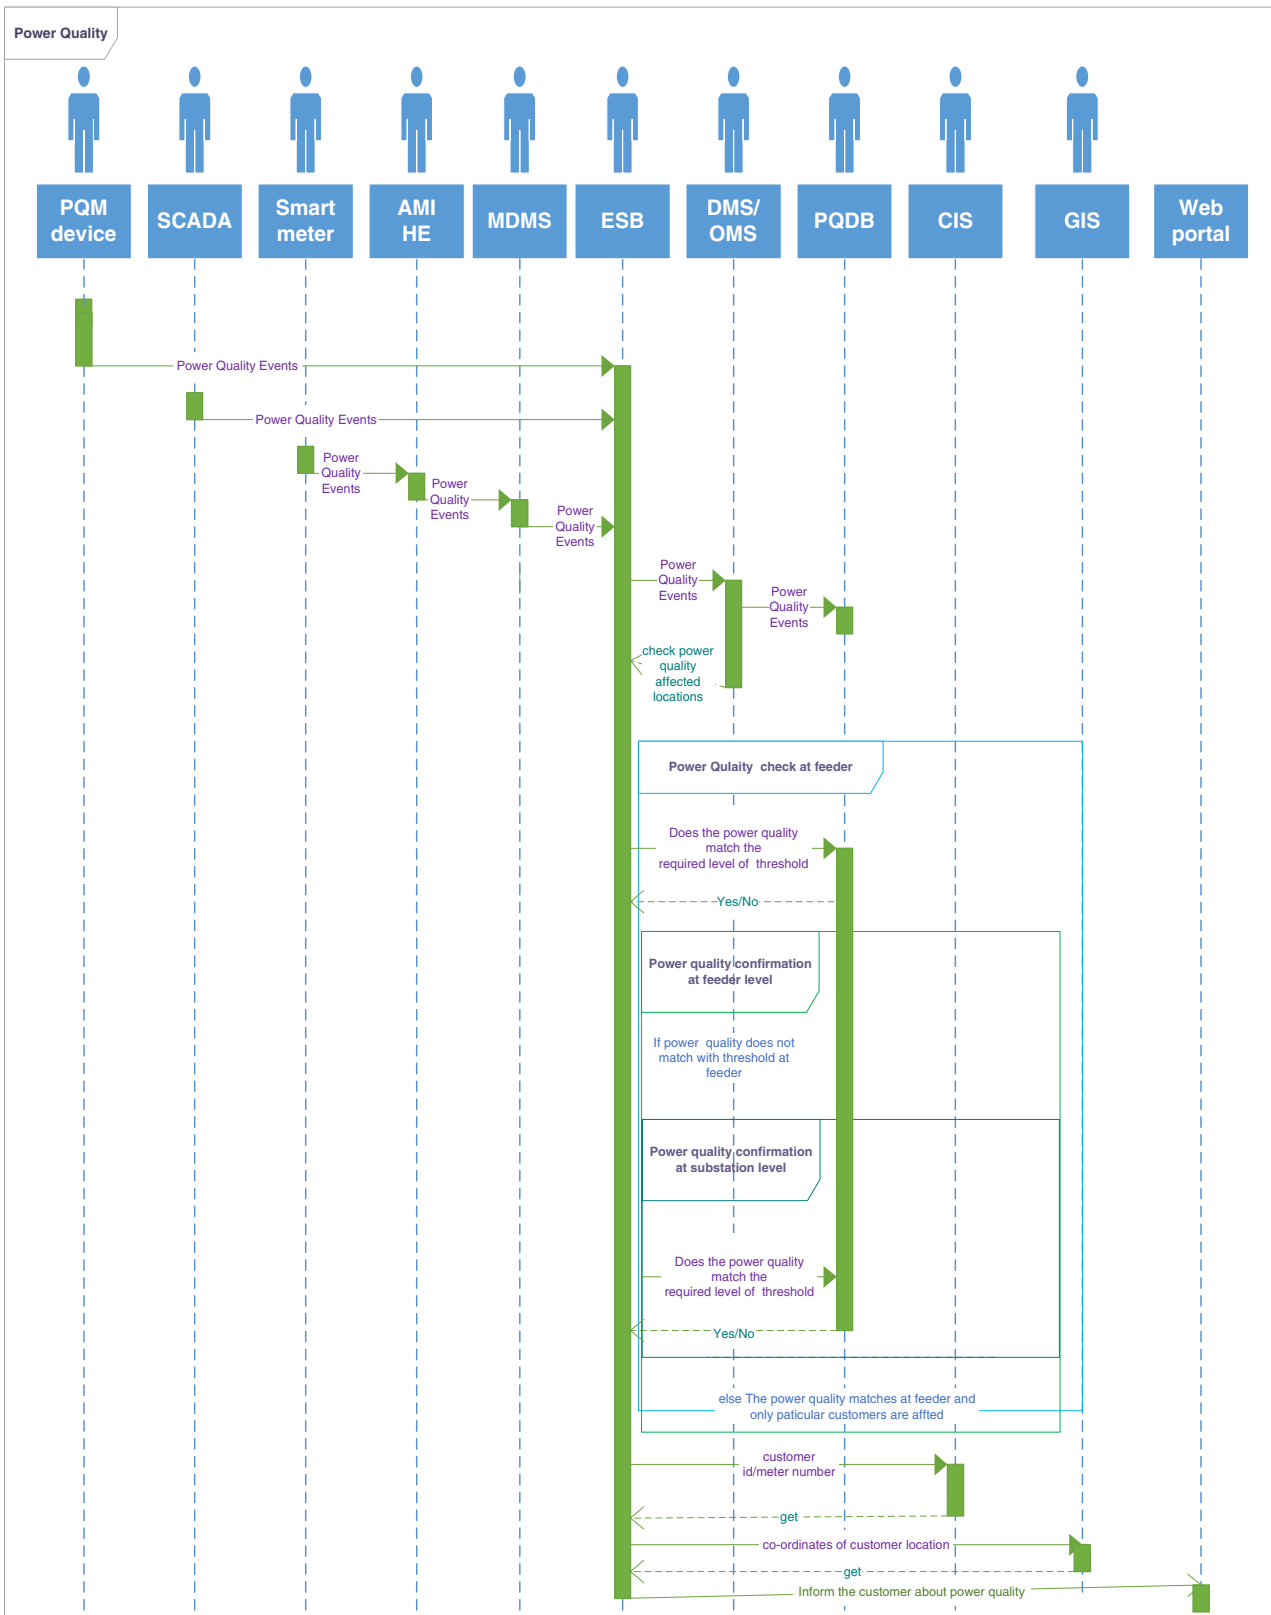 Power Quality
PQM
device
SCADA
Smart
meter
AMI
HE
MDMS
ESB
DMS/
OMS
PQDB
CIS
GIS
Web
portal
Power Quality Events
Power Quality Events
Power
Quality
Events
Power
Quality
Events
Power
Quality
Events
Power
Quality
Events
Power
Quality
Events
check power
quality
affected
locations
Power Qulaity check at feeder
Does the power quality
match the
required level of threshold
Yes/No
Power quality confirmation
at feeder level
If power quality does not
match with threshold at
feeder
Power quality confirmation
at substation level
Does the power quality
match the
required level of threshold
Yes/No
else The power quality matches at feeder and
only paticular customers are affted
customer
id/meter number
get
co-ordinates of customer location
get
Inform the customer about power quality